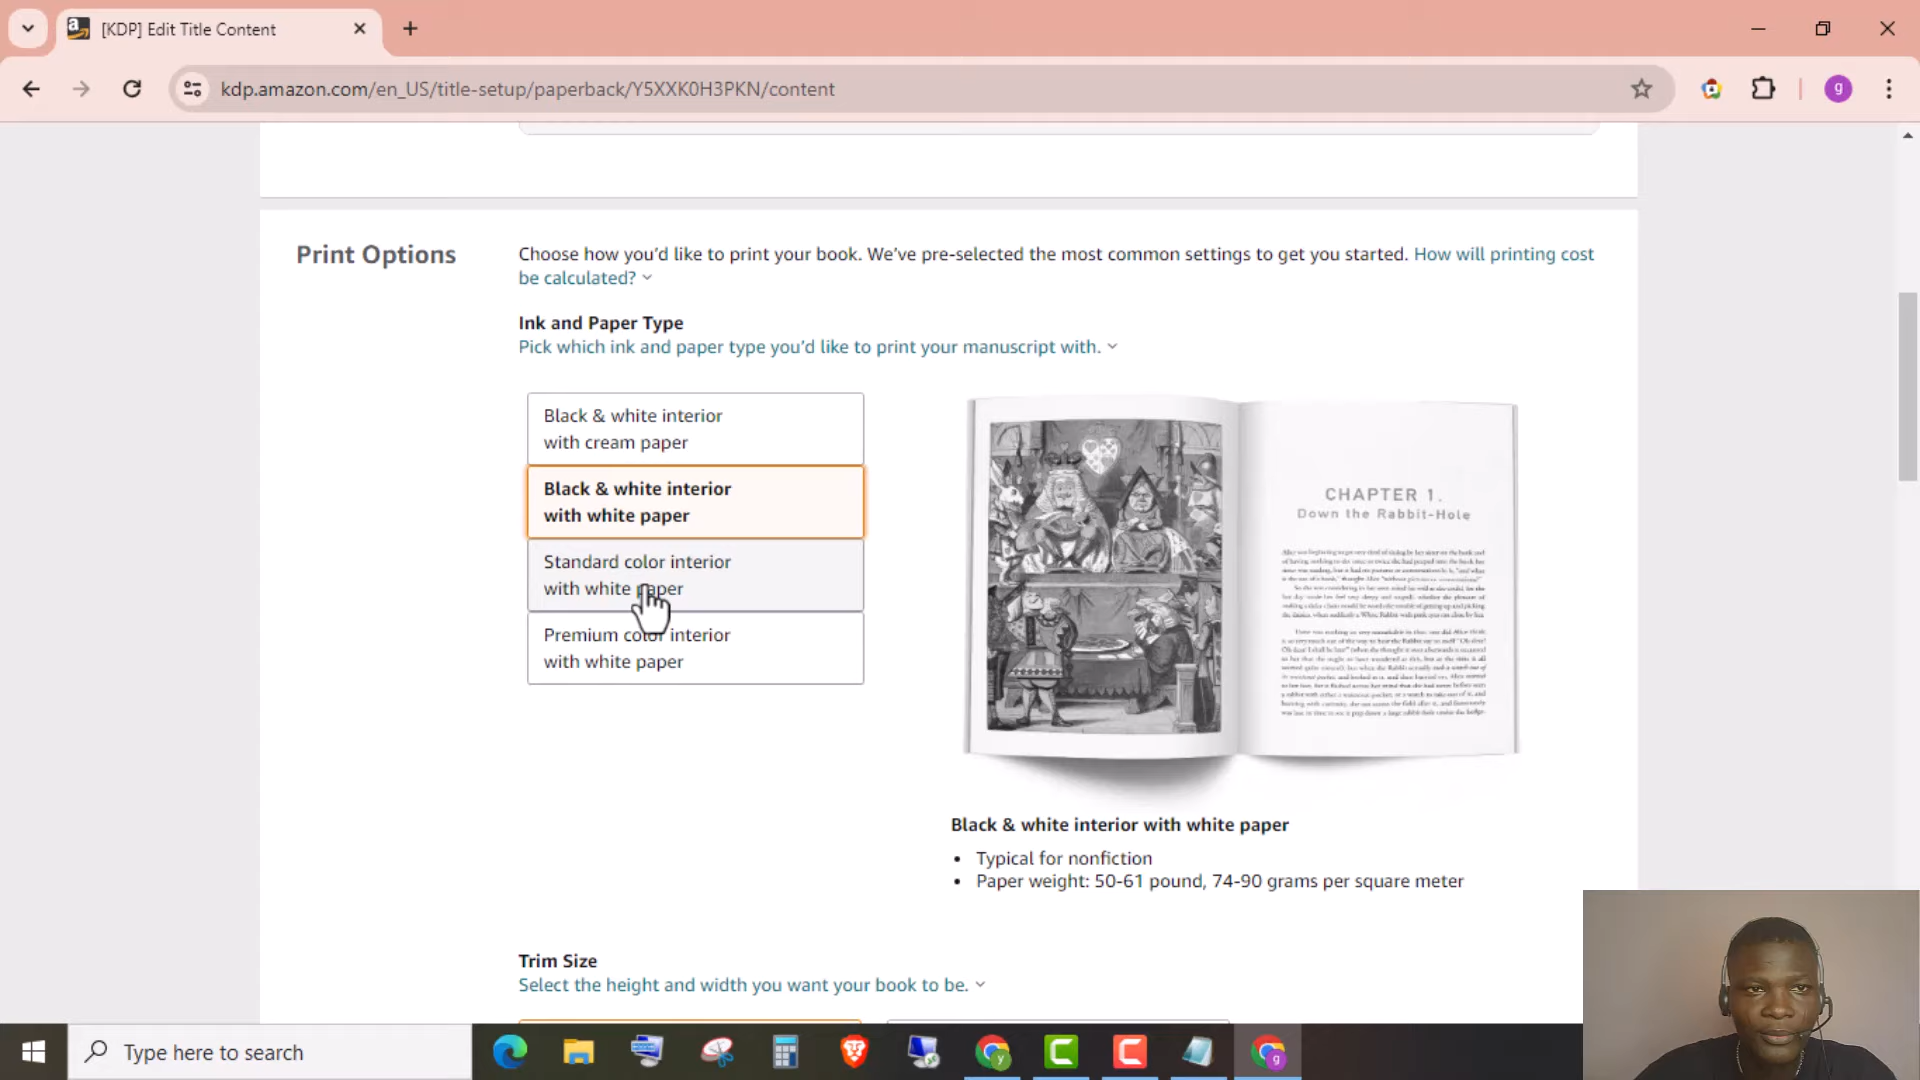 [KDP] Edit Title Content
kdp.amazon.com/en_US/title-setup/paperback/Y5XXK0H3PKN/content
g
Print Options
Choose how you’d like to print your book. We’ve pre-selected the most common settings to get you started. How will printing cost
be calculated?
Ink and Paper Type
Pick which ink and paper type you’d like to print your manuscript with.
Black & white interior
with cream paper
Black & white interior
with white paper
Standard color interior
with white paper
Premium color interior
with white paper
CHAPTER 1.
Down the Rabbit-Hole
Black & white interior with white paper
• Typical for nonfiction
• Paper weight: 50-61 pound, 74-90 grams per square meter
Trim Size
Select the height and width you want your book to be.
Type here to search
y
g